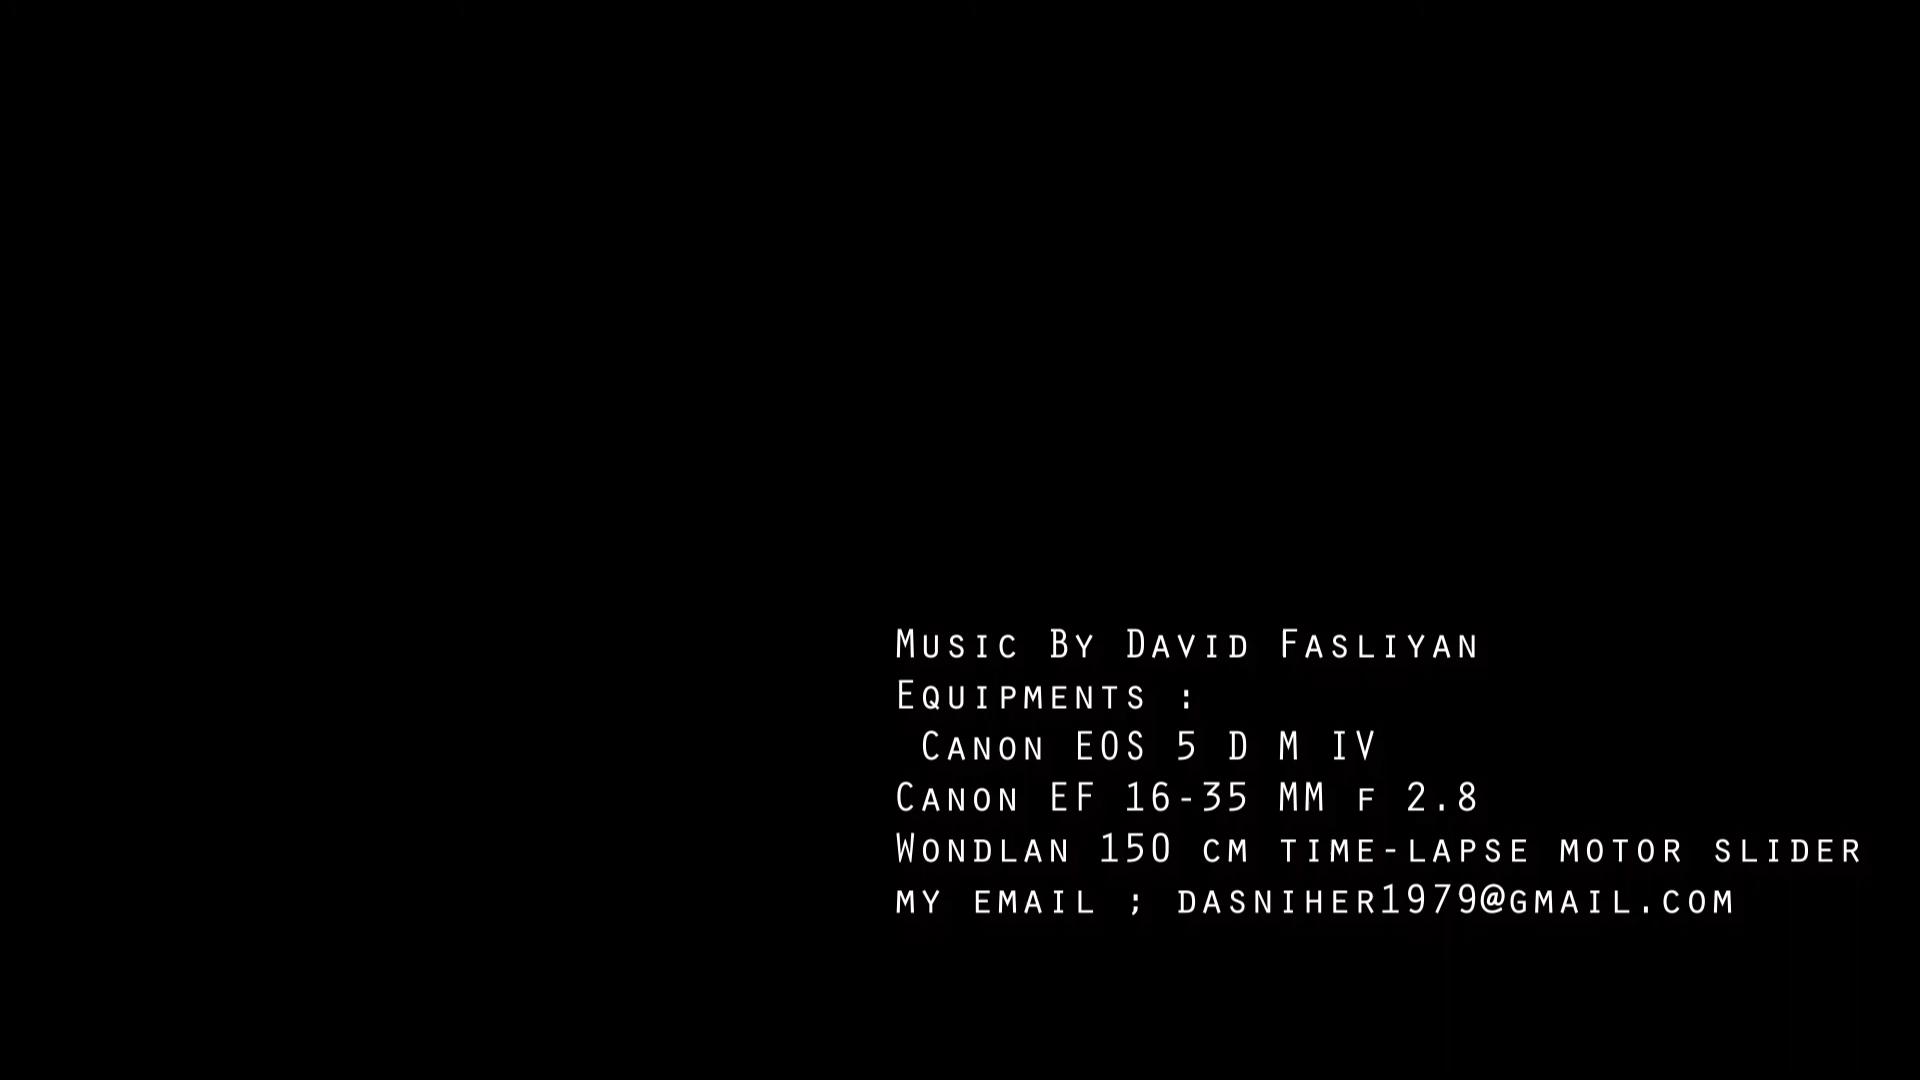 Music By David Fasliyan
Equipments :
Canon EOS 5 D M IV
Canon EF 16-35 MM f 2.8
Wondlan 150 cm time-lapse motor slider
my email ; dasniher1979@gmail.com